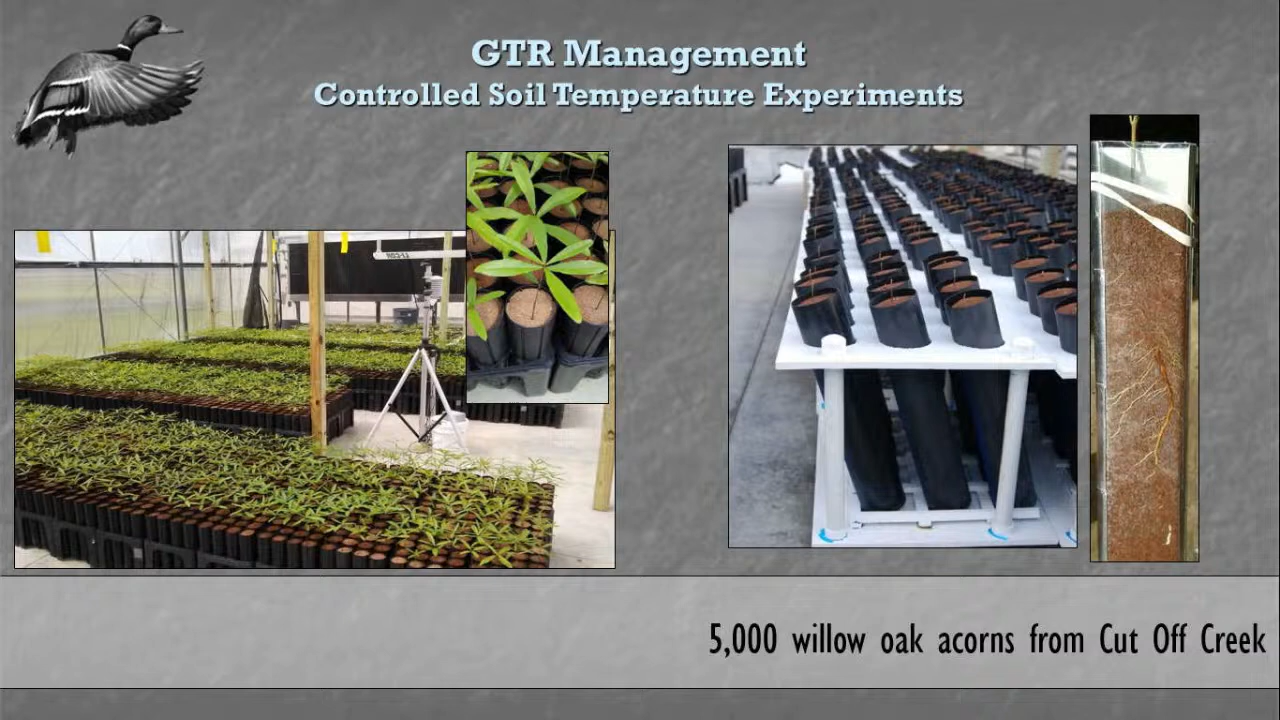 GTR Management
Controlled Soil Temperature Experiments
5,000 willow oak acorns from Cut Off Creek